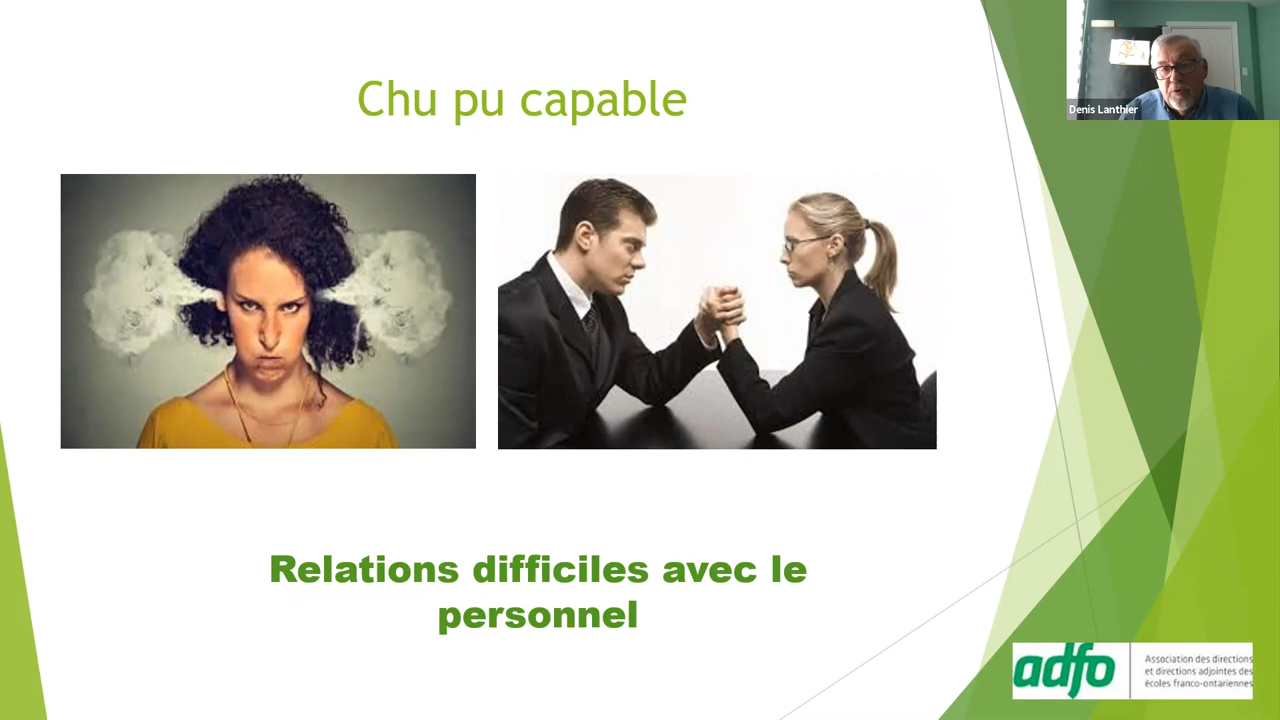 Chu pu capable
Denis Lanthier
Relations difficiles avec le
personnel
adfo
Association des directions
et directions adjointes des
écoles franco-ontariennes